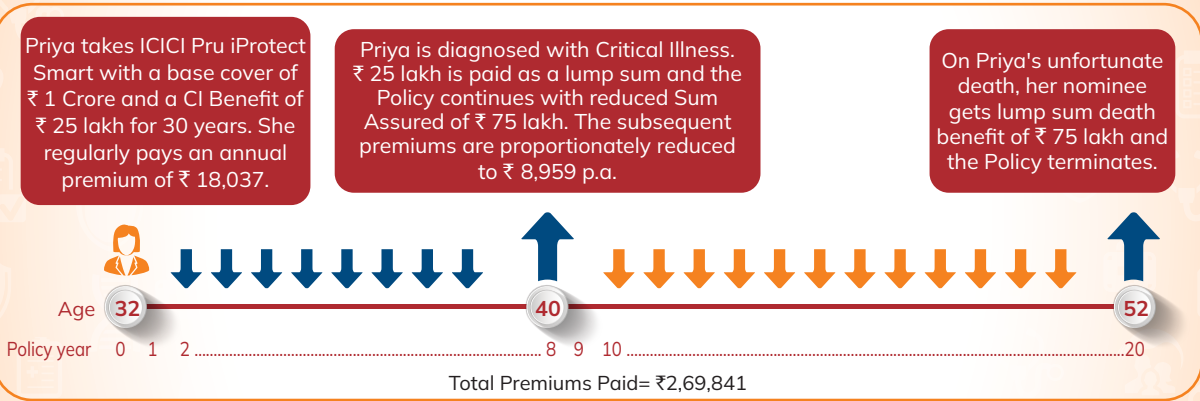 Priya takes ICICI Pru iProtect
Smart with a base cover of
₹ 1 Crore and a CI Benefit of
₹ 25 lakh for 30 years. She
regularly pays an annual
premium of ₹ 18,037.
Priya is diagnosed with Critical Illness.
₹ 25 lakh is paid as a lump sum and the
Policy continues with reduced Sum
Assured of ₹ 75 lakh. The subsequent
premiums are proportionately reduced
to ₹ 8,959 p.a.
On Priya's unfortunate
death, her nominee
gets lump sum death
benefit of ₹ 75 lakh and
the Policy terminates.
Age 32 40 52
Policy year 0 1 2 ........ 8 9 10 ........ 20
Total Premiums Paid= ₹2,69,841